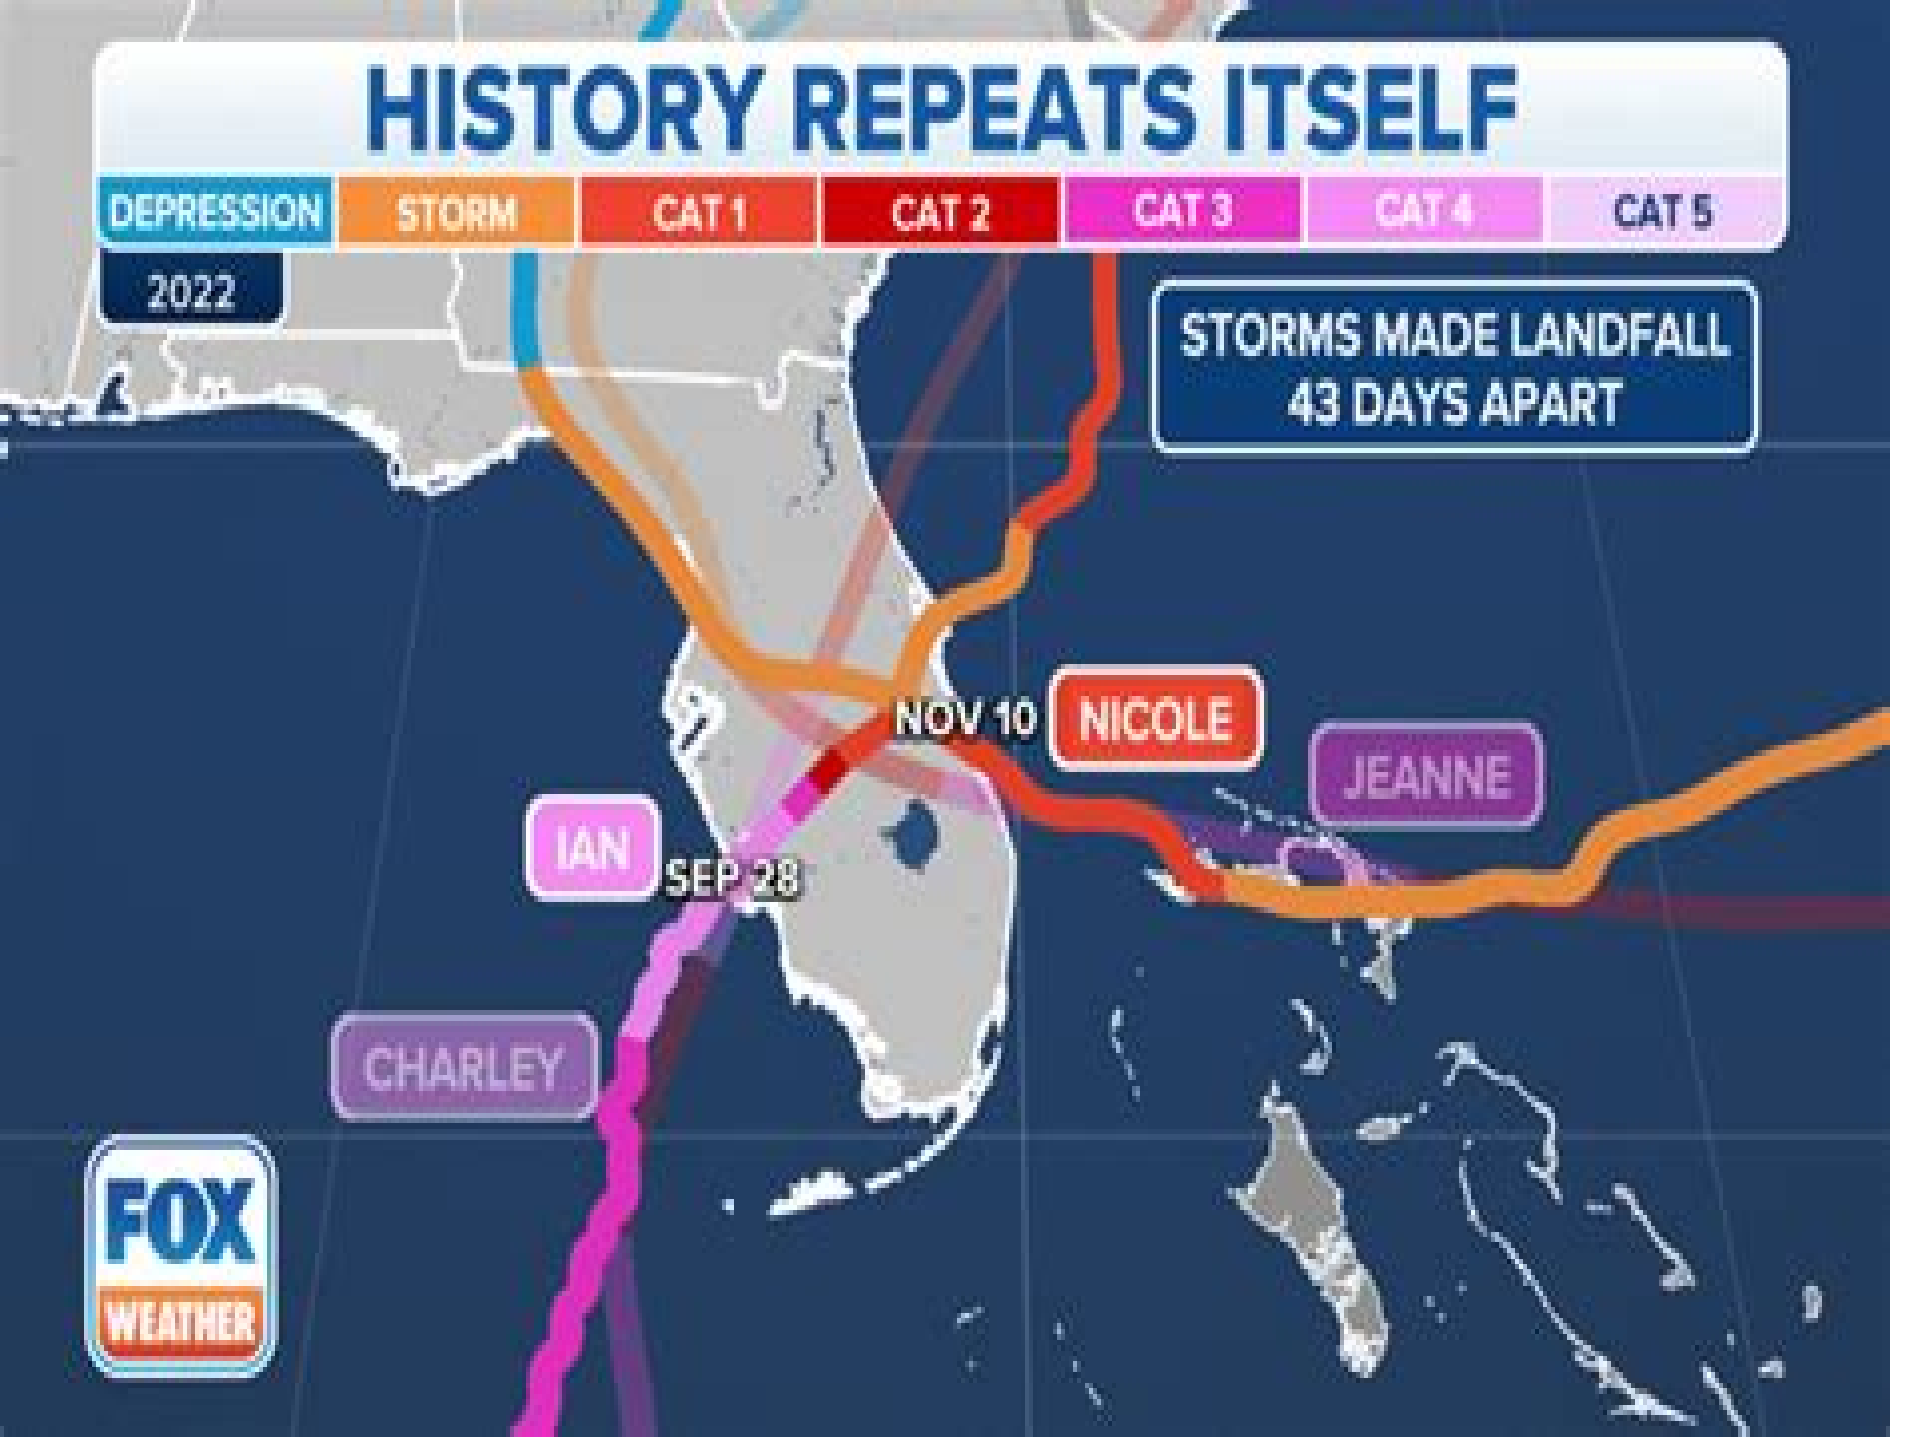 HISTORY REPEATS ITSELF
DEPRESSION STORM CAT 1 CAT 2 CAT 3 CAT 4 CAT 5
2022
STORMS MADE LANDFALL
43 DAYS APART
NOV 10 NICOLE
JEANNE
IAN
SEP 28
CHARLEY
FOX
WEATHER